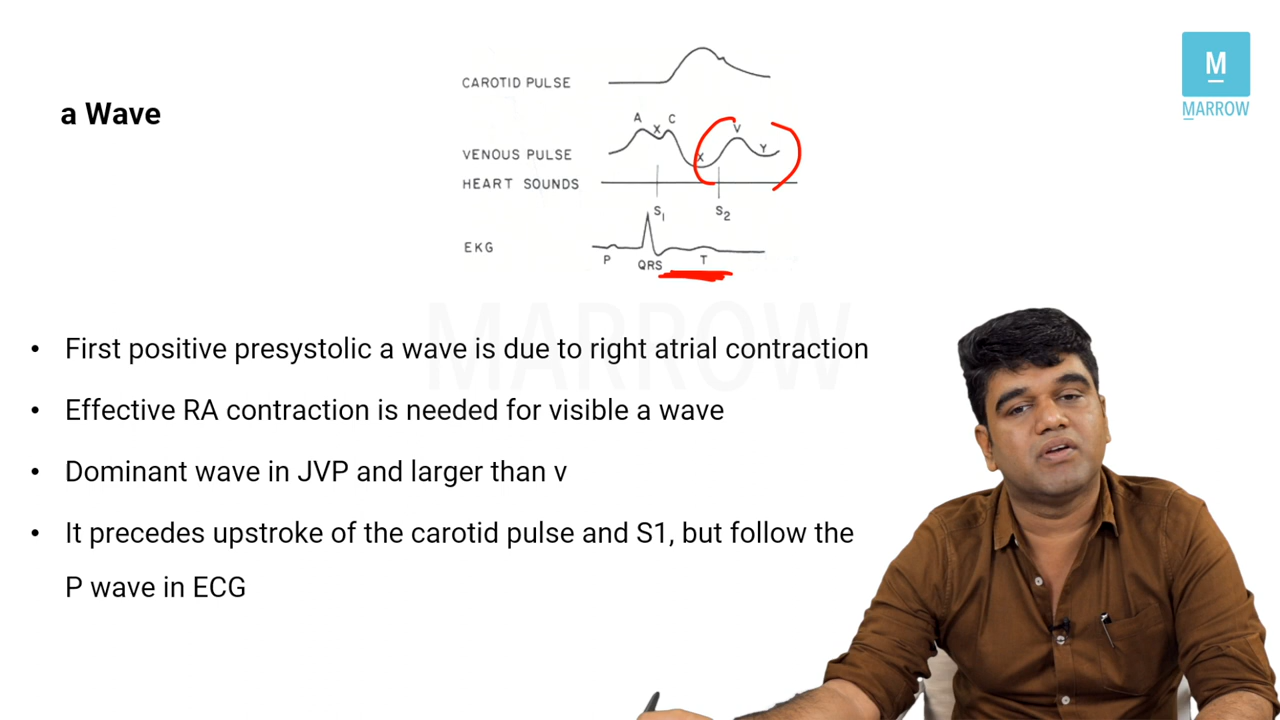 a Wave
CAROTID PULSE
A X C V
X Y
VENOUS PULSE
HEART SOUNDS
S1 S2
EKG
P QRS T
M
MARROW
MARROW
• First positive presystolic a wave is due to right atrial contraction
• Effective RA contraction is needed for visible a wave
• Dominant wave in JVP and larger than v
• It precedes upstroke of the carotid pulse and S1, but follow the
P wave in ECG